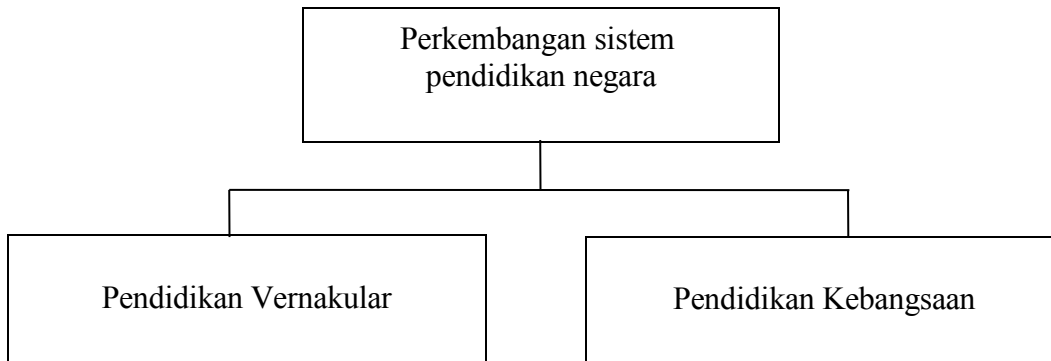 Perkembangan sistem
pendidikan negara
Pendidikan Vernakular
Pendidikan Kebangsaan